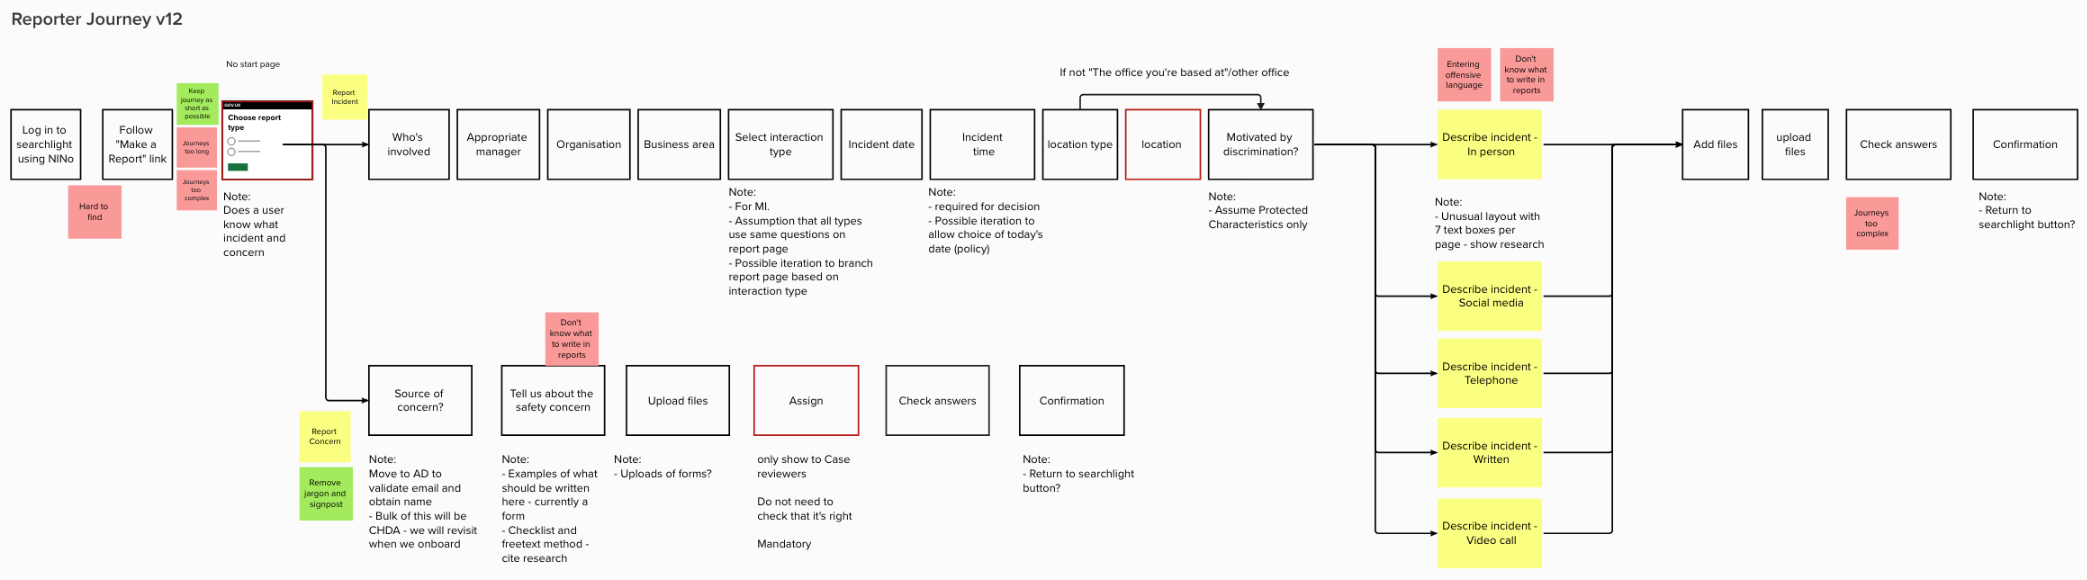 Reporter Journey v12
No start page
If not "The office you're based at"/other office
Log in to
searchlight
using NINo
Hard to
find
Follow
"Make a
Report" link
Keep
journey as
short as
possible
Journeys
too long
Journeys
too
complex
GOV.UK
Choose report
type
Note:
Does a user
know what
incident and
concern
Report
Incident
Who's
involved
Appropriate
manager
Organisation
Business area
Select interaction
type
Note:
- For MI.
- Assumption that all types
use same questions on
report page
- Possible iteration to branch
report page based on
interaction type
Incident date
Incident
time
Note:
- required for decision
- Possible iteration to
allow choice of today's
date (policy)
location type
location
Motivated by
discrimination?
Note:
- Assume Protected
Characteristics only
Entering
offensive
language
Don't
know what
to write in
reports
Describe incident -
In person
Note:
- Unusual layout with
7 text boxes per
page - show research
Describe incident -
Social media
Describe incident -
Telephone
Describe incident -
Written
Describe incident -
Video call
Add files
upload
files
Check answers
Journeys
too
complex
Confirmation
Note:
- Return to
searchlight button?
Report
Concern
Remove
jargon and
signpost
Source of
concern?
Note:
Move to AD to
validate email and
obtain name
- Bulk of this will be
CHDA - we will revisit
when we onboard
Don't
know what
to write in
reports
Tell us about the
safety concern
Note:
- Examples of what
should be written
here - currently a
form
- Checklist and
freetext method -
cite research
Upload files
Note:
- Uploads of forms?
Assign
only show to Case
reviewers
Do not need to
check that it's right
Mandatory
Check answers
Confirmation
Note:
- Return to searchlight
button?